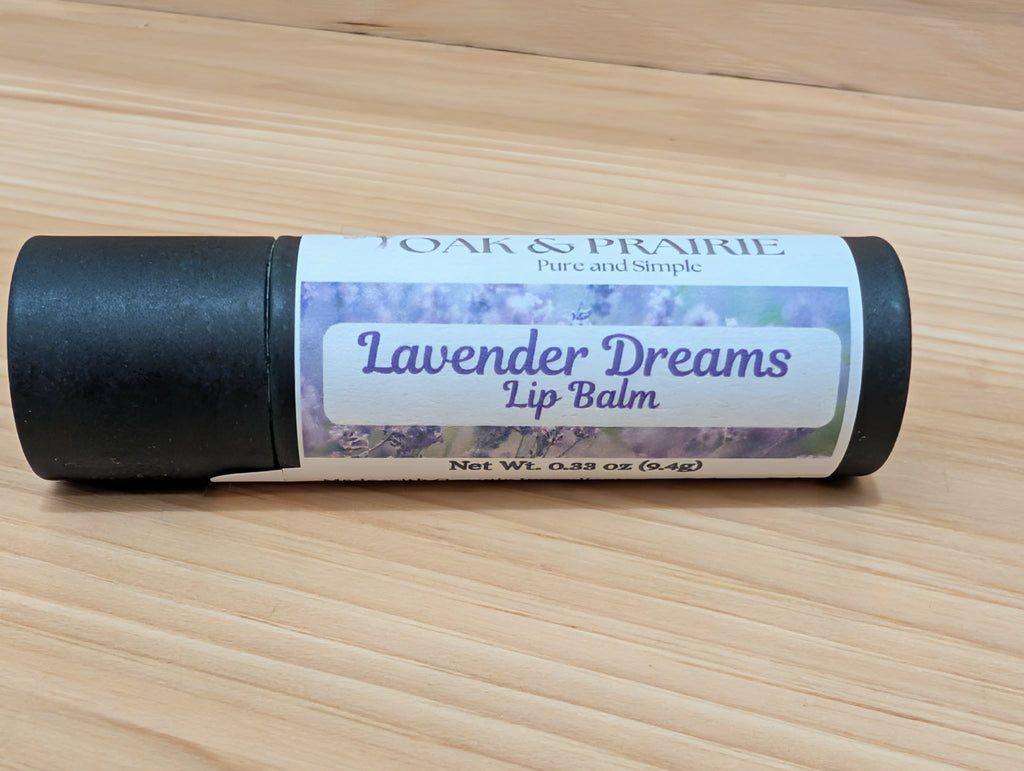 OAK & PRAIRIE
Pure and Simple
Lavender Dreams
Lip Balm
Net Wt. 0.33 oz (9.4g)